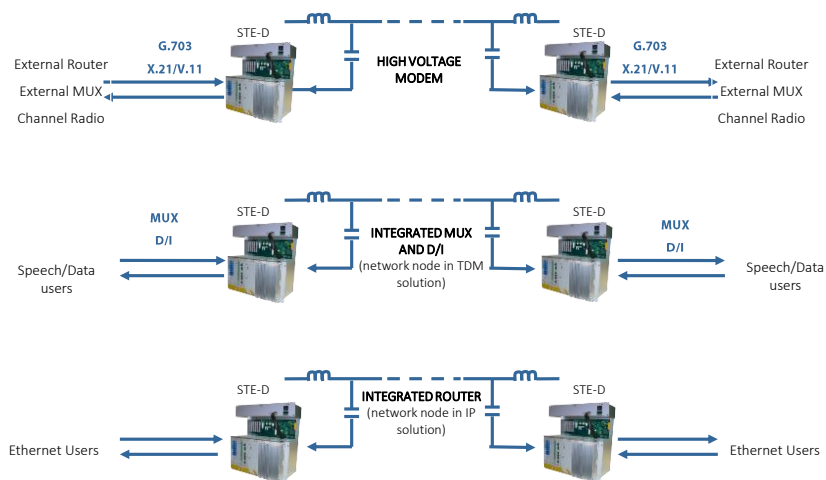 STE-D
STE-D
G.703
X.21/V.11
External Router
External MUX
Channel Radio
HIGH VOLTAGE
MODEM
G.703
X.21/V.11
External Router
External MUX
Channel Radio
STE-D
STE-D
MUX
D/I
Speech/Data
users
INTEGRATED MUX
AND D/I
(network node in TDM
solution)
MUX
D/I
Speech/Data
users
STE-D
STE-D
INTEGRATED ROUTER
(network node in IP
solution)
Ethernet Users
Ethernet Users